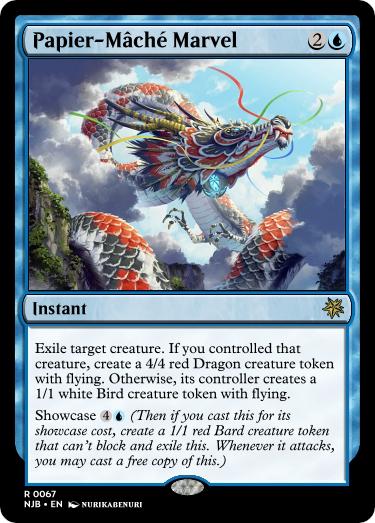 Papier-Mâché Marvel 2
Instant
Exile target creature. If you controlled that
creature, create a 4/4 red Dragon creature token
with flying. Otherwise, its controller creates a
1/1 white Bird creature token with flying.
Showcase 4 (Then if you cast this for its
showcase cost, create a 1/1 red Bard creature token
that can't block and exile this. Whenever it attacks,
you may cast a free copy of this.)
R 0067
NJB • EN NURIKABENURI